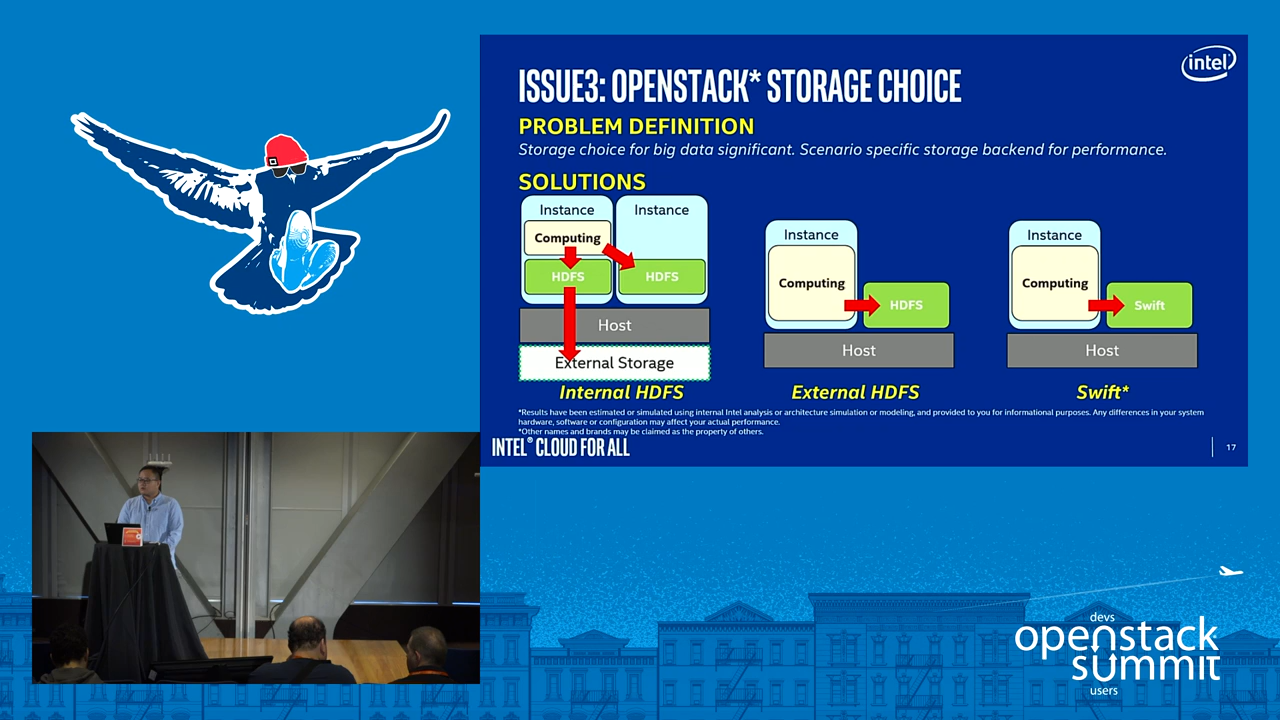 ISSUE3: OPENSTACK* STORAGE CHOICE
intel
PROBLEM DEFINITION
Storage choice for big data significant. Scenario specific storage backend for performance.
SOLUTIONS
Instance
Computing
HDFS
Instance
HDFS
Host
External Storage
Internal HDFS
Instance
Computing
HDFS
Host
External HDFS
Instance
Computing
Swift
Host
Swift*
*Results have been estimated or simulated using internal Intel analysis or architecture simulation or modeling, and provided to you for informational purposes. Any differences in your system
hardware, software or configuration may affect your actual performance.
*Other names and brands may be claimed as the property of others.
INTEL® CLOUD FOR ALL
17
devs
openstack
summit
users